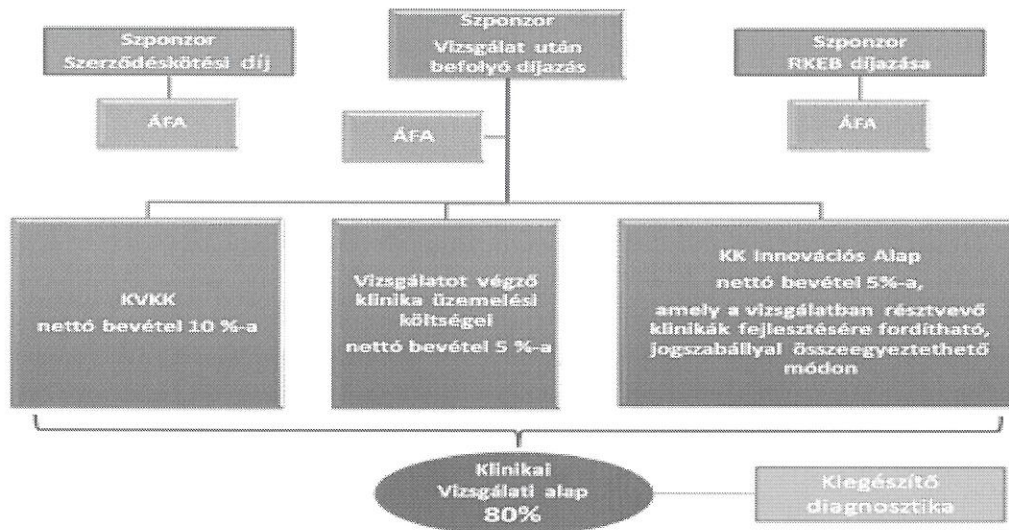 Szponzor
Szerződéskötési díj
ÁFA
Szponzor
Vizsgálat után
befolyó díjazás
ÁFA
Szponzor
RKEB díjazása
ÁFA
KVKK
nettó bevétel 10 %-a
Vizsgálatot végző
klinika üzemelési
költségei
nettó bevétel 5 %-a
KK Innovációs Alap
nettó bevétel 5%-a,
amely a vizsgálatban résztvevő
klinikák fejlesztésére fordítható,
jogszabállyal összeegyeztethető
módon
Klinikai
Vizsgálati alap
80%
Kiegészítő
diagnosztika